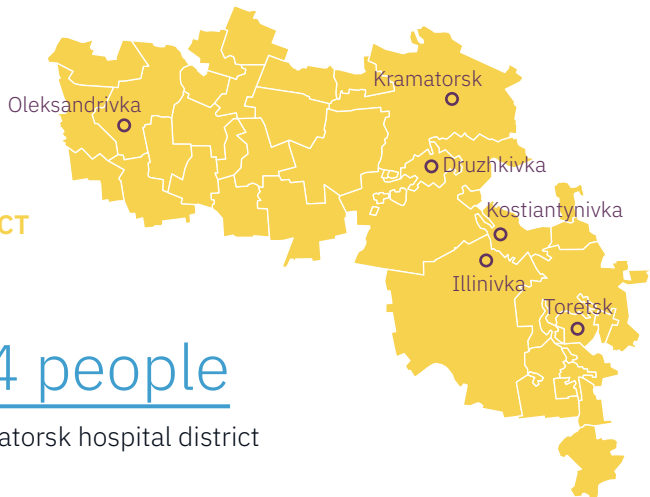 Kramatorsk
Oleksandrivka
Druzhkivka
Kostiantynivka
CT
Illinivka
Toretsk
4 people
atorsk hospital district